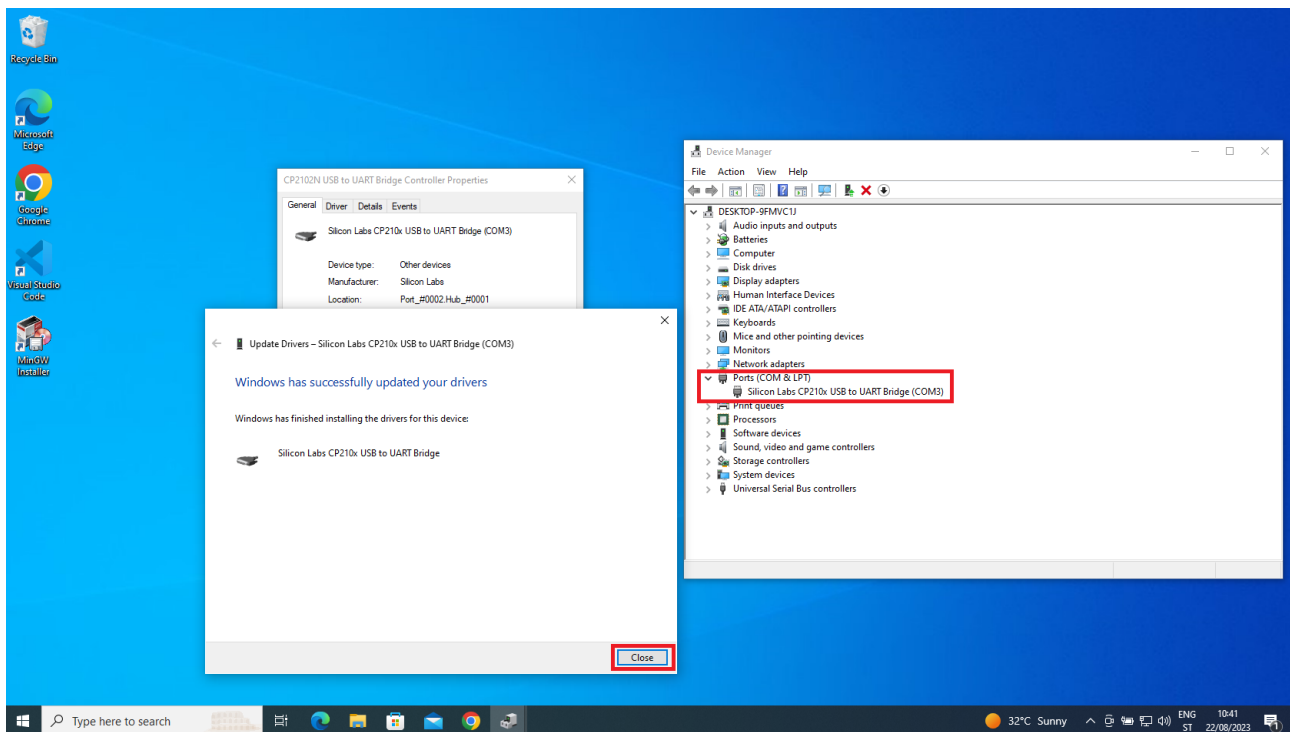 Recycle Bin
Microsoft
Edge
Google
Chrome
Visual Studio
Code
MinGW
Installer
CP2102N USB to UART Bridge Controller Properties
General Driver Details Events
Silicon Labs CP210x USB to UART Bridge (COM3)
Device type: Other devices
Manufacturer: Silicon Labs
Location: Port_#0002.Hub_#0001
Update Drivers – Silicon Labs CP210x USB to UART Bridge (COM3)
Windows has successfully updated your drivers
Windows has finished installing the drivers for this device:
Silicon Labs CP210x USB to UART Bridge
Close
Device Manager
File Action View Help
DESKTOP-9FMVC1J
Audio inputs and outputs
Batteries
Computer
Disk drives
Display adapters
Human Interface Devices
IDE ATA/ATAPI controllers
Keyboards
Mice and other pointing devices
Monitors
Network adapters
Ports (COM & LPT)
Silicon Labs CP210x USB to UART Bridge (COM3)
Print queues
Processors
Software devices
Sound, video and game controllers
Storage controllers
System devices
Universal Serial Bus controllers
Type here to search
32°C Sunny
ENG
ST
10:41
22/08/2023
1